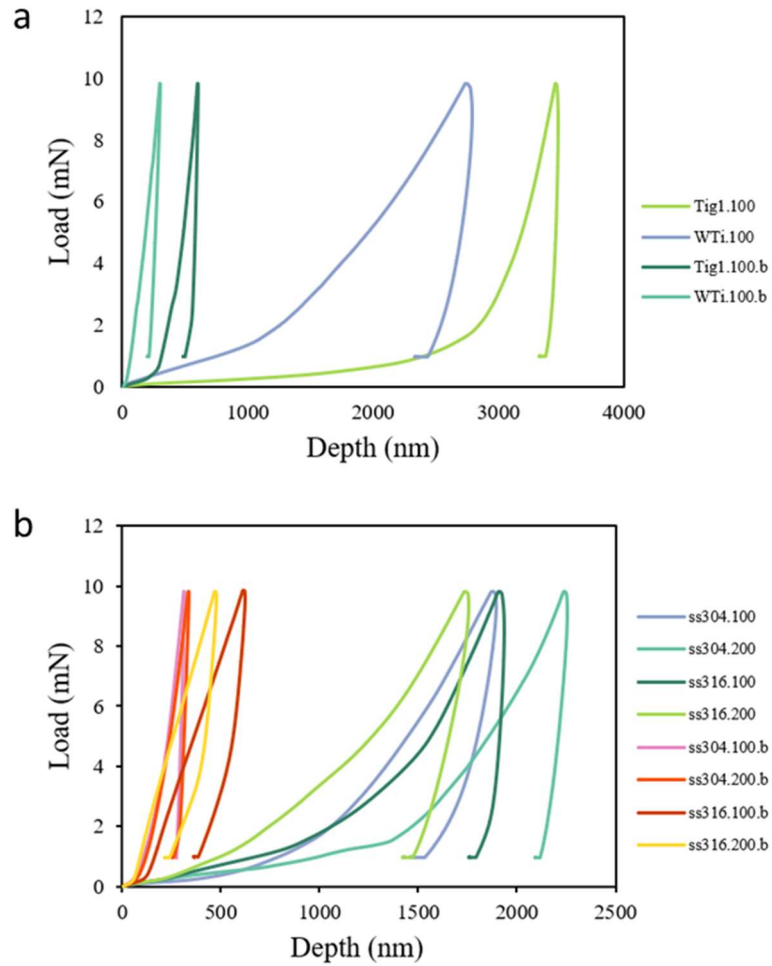 a
12
10
8
6
4
2
0
Load (mN)
0 1000 2000 3000 4000
Depth (nm)
Tig1.100
WTi.100
Tig1.100.b
WTi.100.b
b
12
10
8
6
4
2
0
Load (mN)
0 500 1000 1500 2000 2500
Depth (nm)
ss304.100
ss304.200
ss316.100
ss316.200
ss304.100.b
ss304.200.b
ss316.100.b
ss316.200.b